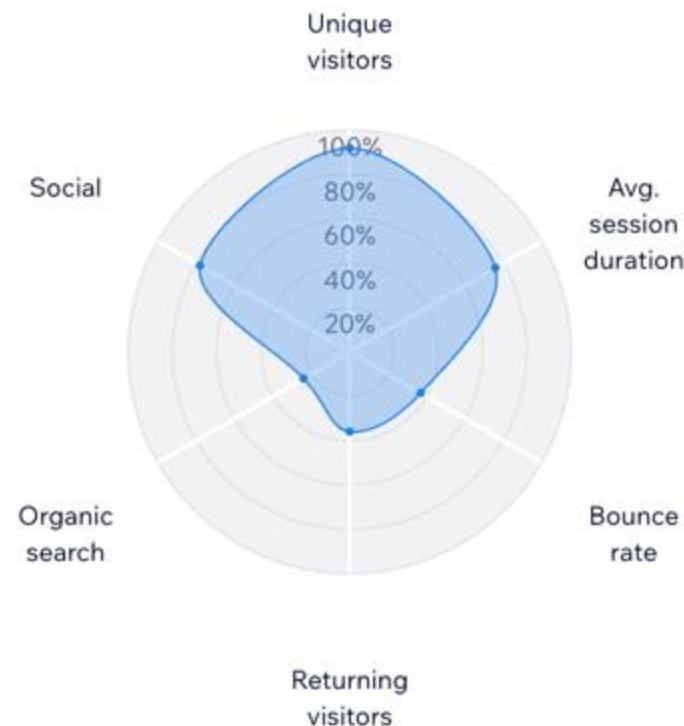 Unique
visitors
100%
80%
60%
40%
20%
Social
Avg.
session
duration
Organic
search
Bounce
rate
Returning
visitors